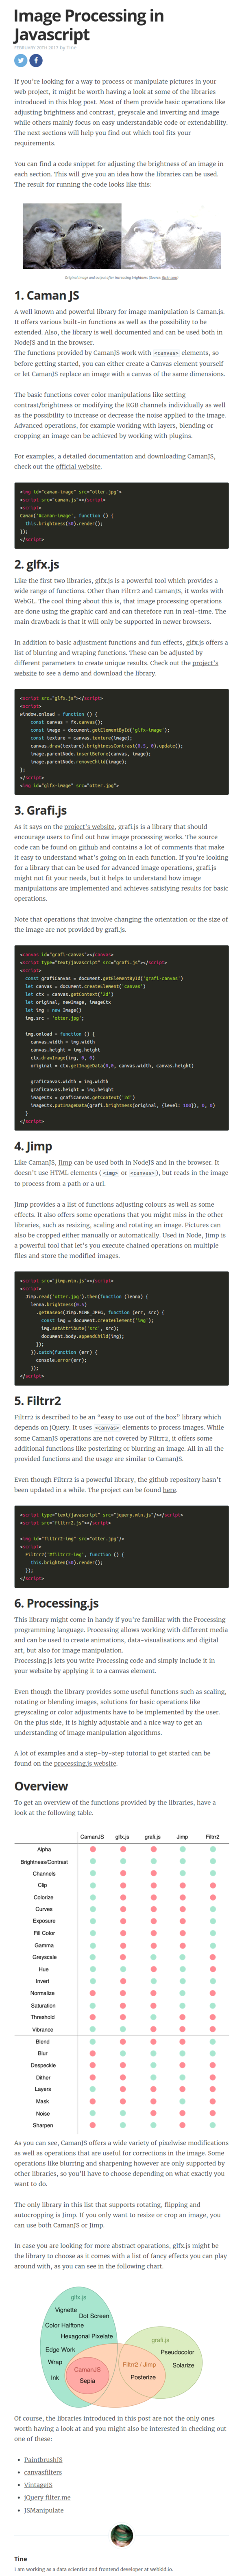 Image Processing in
Javascript
FEBRUARY 20TH 2017 by Tine
If you're looking for a way to process or manipulate pictures in your
web project, it might be worth having a look at some of the libraries
introduced in this blog post. Most of them provide basic operations like
adjusting brightness and contrast, greyscale and inverting and image
while others mainly focus on easy understandable code or extendability.
The next sections will help you find out which tool fits your
requirements.
You can find a code snippet for adjusting the brightness of an image in
each section. This will give you an idea how the libraries can be used.
The result for running the code looks like this:
Original image and output after increasing brightness (Source: flickr.com)
1. Caman JS
A well known and powerful library for image manipulation is Caman.js.
It offers various built-in functions as well as the possibility to be
extended. Also, the library is well documented and can be used both in
NodeJS and in the browser.
The functions provided by CamanJS work with <canvas> elements, so
before getting started, you can either create a Canvas element yourself
or let CamanJS replace an image with a canvas of the same dimensions.
The basic functions cover color manipulations like setting
contrast/brightness or modifying the RGB channels individually as well
as the possibility to increase or decrease the noise applied to the image.
Advanced operations, for example working with layers, blending or
cropping an image can be achieved by working with plugins.
For examples, a detailed documentation and downloading CamanJS,
check out the official website.
<img id="caman-image" src="otter.jpg">
<script src="caman.js"></script>
<script>
Caman('#caman-image', function () {
this.brightness(50).render();
});
</script>
2. glfx.js
Like the first two libraries, glfx.js is a powerful tool which provides a
wide range of functions. Other than Filtrr2 and CamanJS, it works with
WebGL. The cool thing about this is, that image processing operations
are done using the graphic card and can therefore run in real-time. The
main drawback is that it will only be supported in newer browsers.
In addition to basic adjustment functions and fun effects, glfx.js offers a
list of blurring and wraping functions. These can be adjusted by
different parameters to create unique results. Check out the project's
website to see a demo and download the library.
<script src="glfx.js"></script>
<script>
window.onload = function () {
const canvas = fx.canvas();
const image = document.getElementById('glfx-image');
const texture = canvas.texture(image);
canvas.draw(texture).brightnessContrast(0.5, 0).update();
image.parentNode.insertBefore(canvas, image);
image.parentNode.removeChild(image);
};
</script>
<img id="glfx-image" src="otter.jpg">
3. Grafi.js
As it says on the project's website, grafi.js is a library that should
encourage users to find out how image processing works. The source
code can be found on github and contains a lot of comments that make
it easy to understand what's going on in each function. If you're looking
for a library that can be used for advanced image operations, grafi.js
might not fit your needs, but it helps to understand how image
manipulations are implemented and achieves satisfying results for basic
operations.
Note that operations that involve changing the orientation or the size of
the image are not provided by grafi.js.
<canvas id="grafi-canvas"></canvas>
<script type="text/javascript" src="grafi.js"></script>
<script>
const grafiCanvas = document.getElementById('grafi-canvas')
let canvas = document.createElement('canvas')
let ctx = canvas.getContext('2d')
let original, newImage, imageCtx
let img = new Image()
img.src = 'otter.jpg';
img.onload = function () {
canvas.width = img.width
canvas.height = img.height
ctx.drawImage(img, 0, 0)
original = ctx.getImageData(0,0, canvas.width, canvas.height)
grafiCanvas.width = img.width
grafiCanvas.height = img.height
imageCtx = grafiCanvas.getContext('2d')
imageCtx.putImageData(grafi.brightness(original, {level: 100}), 0, 0)
}
</script>
4. Jimp
Like CamanJS, Jimp can be used both in NodeJS and in the browser. It
doesn't use HTML elements (<img> or <canvas>), but reads in the image
to process from a path or a url.
Jimp provides a a list of functions adjusting colours as well as some
effects. It also offers some operations that you might miss in the other
libraries, such as resizing, scaling and rotating an image. Pictures can
also be cropped either manually or automatically. Used in Node, Jimp is
a powerful tool that let's you execute chained operations on multiple
files and store the modified images.
<script src="jimp.min.js"></script>
<script>
Jimp.read('otter.jpg').then(function (lenna) {
lenna.brightness(0.5)
.getBase64(Jimp.MIME_JPEG, function (err, src) {
const img = document.createElement('img');
img.setAttribute('src', src);
document.body.appendChild(img);
});
}).catch(function (err) {
console.error(err);
});
</script>
5. Filtrr2
Filtrr2 is described to be an "easy to use out of the box" library which
depends on jQuery. It uses <canvas> elements to process images. While
some CamanJS operations are not covered by Filtrr2, it offers some
additional functions like posterizing or blurring an image. All in all the
provided functions and the usage are similar to CamanJS.
Even though Filtrr2 is a powerful library, the github repository hasn't
been updated in a while. The project can be found here.
<script type="text/javascript" src="jquery.min.js"/></script>
<script src="filtrr2.js"></script>
<img id="filtrr2-img" src="otter.jpg"/>
<script>
Filtrr2('#filtrr2-img', function () {
this.brighten(50).render();
});
</script>
6. Processing.js
This library might come in handy if you're familiar with the Processing
programming language. Processing allows working with different media
and can be used to create animations, data-visualisations and digital
art, but also for image manipulation.
Processing.js lets you write Processing code and simply include it in
your website by applying it to a canvas element.
Even though the library provides some useful functions such as scaling,
rotating or blending images, solutions for basic operations like
greyscaling or color adjustments have to be implemented by the user.
On the plus side, it is highly adjustable and a nice way to get an
understanding of image manipulation algorithms.
A lot of examples and a step-by-step tutorial to get started can be
found on the processing.js website.
Overview
To get an overview of the functions provided by the libraries, have a
look at the following table.
CamanJS glfx.js grafi.js Jimp Filtrr2
Alpha
Brightness/Contrast
Channels
Clip
Colorize
Curves
Exposure
Fill Color
Gamma
Greyscale
Hue
Invert
Normalize
Saturation
Threshold
Vibrance
Blend
Blur
Despeckle
Dither
Layers
Mask
Noise
Sharpen
As you can see, CamanJS offers a wide variety of pixelwise modifications
as well as operations that are useful for corrections in the image. Some
operations like blurring and sharpening however are only supported by
other libraries, so you'll have to choose depending on what exactly you
want to do.
The only library in this list that supports rotating, flipping and
autocropping is Jimp. If you only want to resize or crop an image, you
can use both CamanJS or Jimp.
In case you are looking for more abstract oparations, glfx.js might be
the library to choose as it comes with a list of fancy effects you can play
around with, as you can see in the following chart.
glfx.js
Vignette
Dot Screen
Color Halftone
Hexagonal Pixelate
Edge Work
Wrap
Ink
CamanJS
Sepia
Filtrr2 / Jimp
Posterize
grafi.js
Pseudocolor
Solarize
Of course, the libraries introduced in this post are not the only ones
worth having a look at and you might also be interested in checking out
one of these:
PaintbrushJS
canvasfilters
VintageJS
jQuery filter.me
JSManipulate
Tine
I am working as a data scientist and frontend developer at webkid.io.